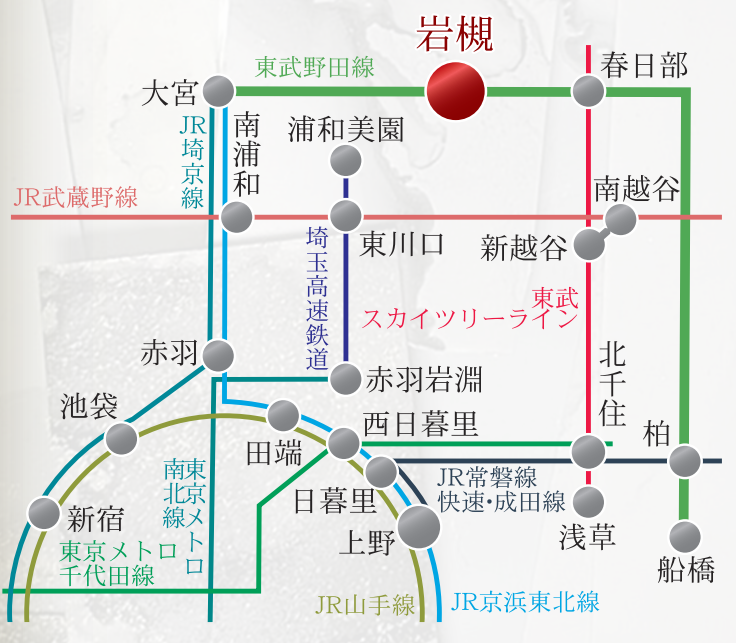 岩槻
東武野田線
春日部
大宮
JR埼京線
南浦和
浦和美園
JR武蔵野線
南越谷
東川口
新越谷
埼玉高速鉄道
東武
スカイツリーライン
赤羽
赤羽岩淵
北千住
池袋
西日暮里
柏
田端
JR常磐線
快速・成田線
日暮里
南北線
東京メトロ
新宿
上野
浅草
東京メトロ
千代田線
船橋
JR山手線
JR京浜東北線